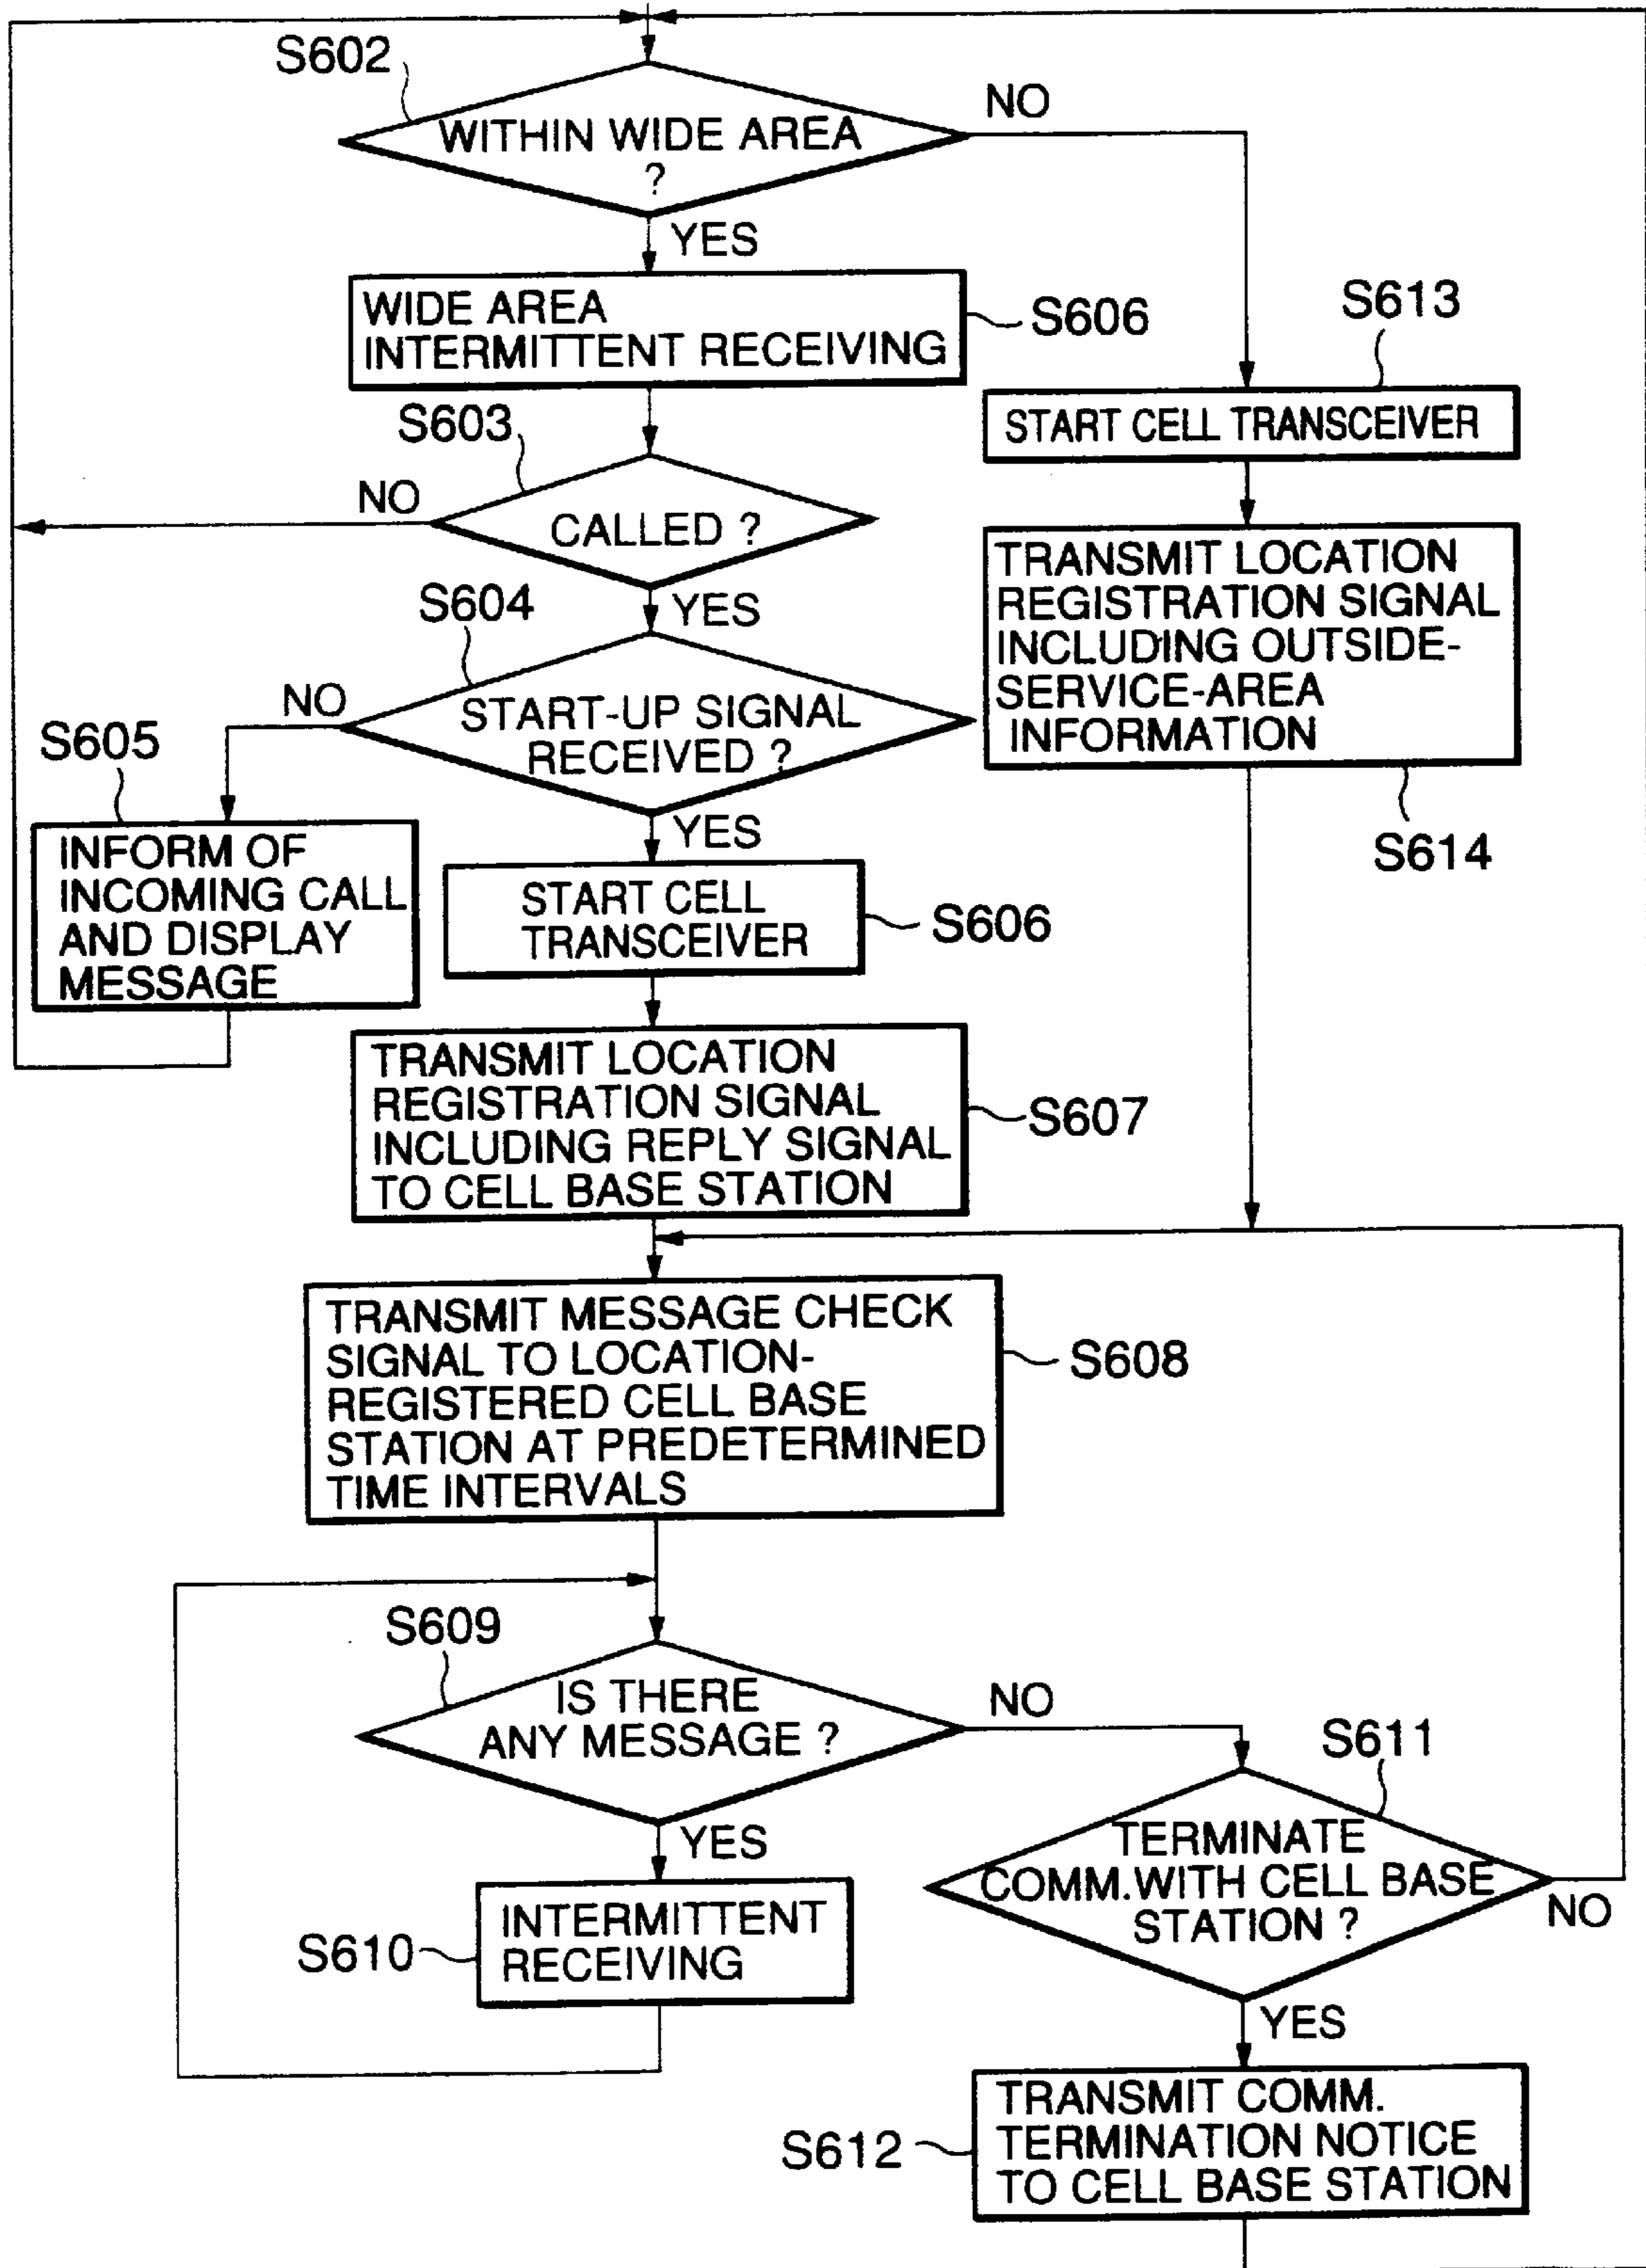 S602
WITHIN WIDE AREA
?
NO
YES
WIDE AREA
INTERMITTENT RECEIVING
S606
S613
START CELL TRANSCEIVER
S603
NO
CALLED ?
YES
TRANSMIT LOCATION
REGISTRATION SIGNAL
INCLUDING OUTSIDE-
SERVICE-AREA
INFORMATION
S614
S604
NO
START-UP SIGNAL
RECEIVED ?
YES
S605
INFORM OF
INCOMING CALL
AND DISPLAY
MESSAGE
START CELL
TRANSCEIVER
S606
TRANSMIT LOCATION
REGISTRATION SIGNAL
INCLUDING REPLY SIGNAL
TO CELL BASE STATION
S607
TRANSMIT MESSAGE CHECK
SIGNAL TO LOCATION-
REGISTERED CELL BASE
STATION AT PREDETERMINED
TIME INTERVALS
S608
S609
IS THERE
ANY MESSAGE ?
NO
YES
S611
TERMINATE
COMM.WITH CELL BASE
STATION ?
NO
YES
INTERMITTENT
RECEIVING
S610
TRANSMIT COMM.
TERMINATION NOTICE
TO CELL BASE STATION
S612